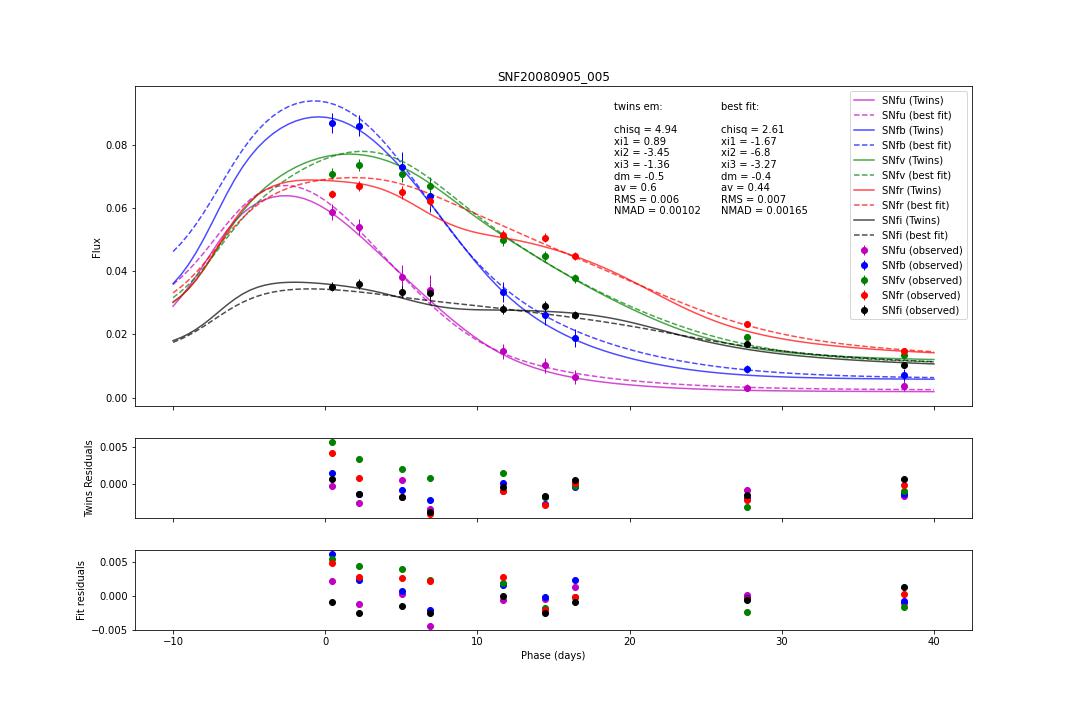 SNF20080905_005
Flux
0.08
0.06
0.04
0.02
0.00
twins em:
chisq = 4.94
xi1 = 0.89
xi2 = -3.45
xi3 = -1.36
dm = -0.5
av = 0.6
RMS = 0.006
NMAD = 0.00102
best fit:
chisq = 2.61
xi1 = -1.67
xi2 = -6.8
xi3 = -3.27
dm = -0.4
av = 0.44
RMS = 0.007
NMAD = 0.00165
SNfu (Twins)
SNfu (best fit)
SNfb (Twins)
SNfb (best fit)
SNfv (Twins)
SNfv (best fit)
SNfr (Twins)
SNfr (best fit)
SNfi (Twins)
SNfi (best fit)
SNfu (observed)
SNfb (observed)
SNfv (observed)
SNfr (observed)
SNfi (observed)
Twins Residuals
0.005
0.000
Fit residuals
0.005
0.000
−0.005
−10
0
10
20
30
40
Phase (days)